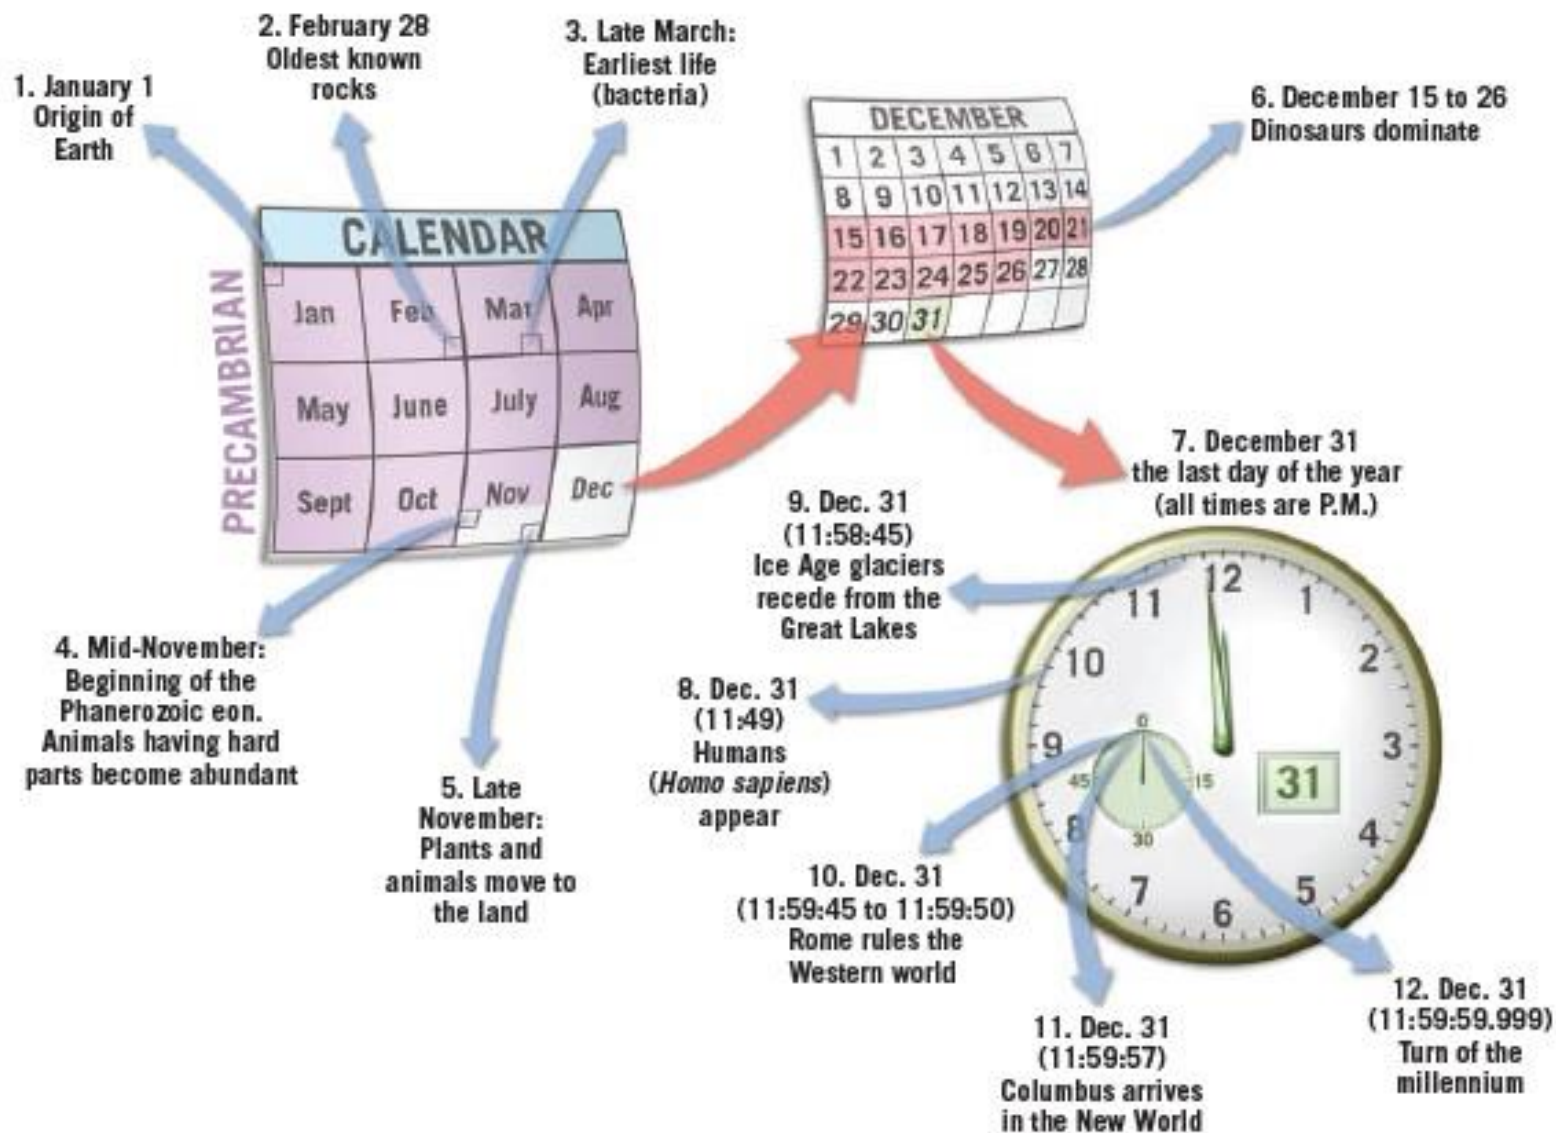 1. January 1
Origin of
Earth
2. February 28
Oldest known
rocks
3. Late March:
Earliest life
(bacteria)
CALENDAR
PRECAMBRIAN
Jan Feb Mar Apr
May June July Aug
Sept Oct Nov Dec
4. Mid-November:
Beginning of the
Phanerozoic eon.
Animals having hard
parts become abundant
5. Late
November:
Plants and
animals move to
the land
DECEMBER
1 2 3 4 5 6 7
8 9 10 11 12 13 14
15 16 17 18 19 20 21
22 23 24 25 26 27 28
29 30 31
6. December 15 to 26
Dinosaurs dominate
7. December 31
the last day of the year
(all times are P.M.)
9. Dec. 31
(11:58:45)
Ice Age glaciers
recede from the
Great Lakes
8. Dec. 31
(11:49)
Humans
(Homo sapiens)
appear
10. Dec. 31
(11:59:45 to 11:59:50)
Rome rules the
Western world
11. Dec. 31
(11:59:57)
Columbus arrives
in the New World
12. Dec. 31
(11:59:59.999)
Turn of the
millennium
12
1
2
3
4
5
6
7
8
9
10
11
0
15
30
45
31